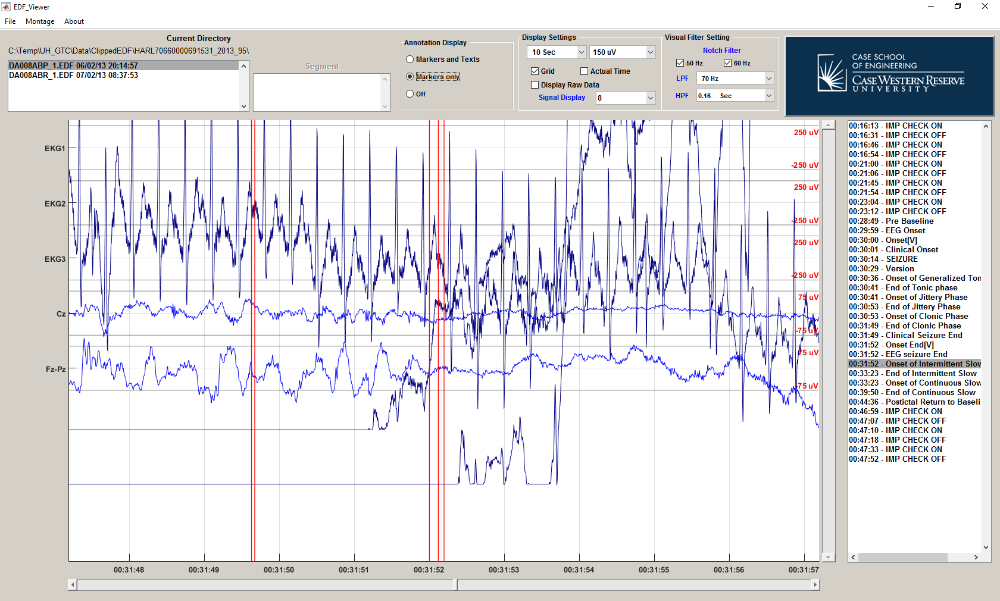 EDF_Viewer
File Montage About
Current Directory
C:\Temp\UH_GTC\Data\ClippedEDF\HARL70660000691531_2013_95\
DA008ABP_1.EDF 06/02/13 20:14:57
DA008ABR_1.EDF 07/02/13 08:37:53
Segment
Annotation Display
Markers and Texts
Markers only
Off
Display Settings
10 Sec
150 uV
Grid
Actual Time
Display Raw Data
Signal Display
8
Visual Filter Setting
Notch Filter
50 Hz
60 Hz
LPF
70 Hz
HPF
0.16 Sec
CASE SCHOOL
OF ENGINEERING
CASE WESTERN RESERVE
UNIVERSITY
EKG1
EKG2
EKG3
Cz
Fz-Pz
250 uV
-250 uV
250 uV
-250 uV
250 uV
-250 uV
75 uV
-75 uV
75 uV
-75 uV
00:31:48
00:31:49
00:31:50
00:31:51
00:31:52
00:31:53
00:31:54
00:31:55
00:31:56
00:31:57
00:16:13 - IMP CHECK ON
00:16:31 - IMP CHECK OFF
00:16:46 - IMP CHECK ON
00:16:54 - IMP CHECK OFF
00:21:00 - IMP CHECK ON
00:21:06 - IMP CHECK OFF
00:21:45 - IMP CHECK ON
00:21:54 - IMP CHECK OFF
00:23:04 - IMP CHECK ON
00:23:12 - IMP CHECK OFF
00:28:49 - Pre Baseline
00:29:59 - EEG Onset
00:30:00 - Onset[V]
00:30:01 - Clinical Onset
00:30:14 - SEIZURE
00:30:29 - Version
00:30:36 - Onset of Generalized Ton
00:30:41 - End of Tonic phase
00:30:41 - Onset of Jittery Phase
00:30:53 - End of Jittery Phase
00:30:53 - Onset of Clonic Phase
00:31:49 - End of Clonic Phase
00:31:49 - Clinical Seizure End
00:31:52 - Onset End[V]
00:31:52 - EEG seizure End
00:31:52 - Onset of Intermittent Slow
00:33:23 - End of Intermittent Slow
00:33:23 - Onset of Continuous Slow
00:39:50 - End of Continuous Slow
00:44:36 - Postictal Return to Baseli
00:46:59 - IMP CHECK ON
00:47:07 - IMP CHECK OFF
00:47:10 - IMP CHECK ON
00:47:18 - IMP CHECK OFF
00:47:33 - IMP CHECK ON
00:47:52 - IMP CHECK OFF